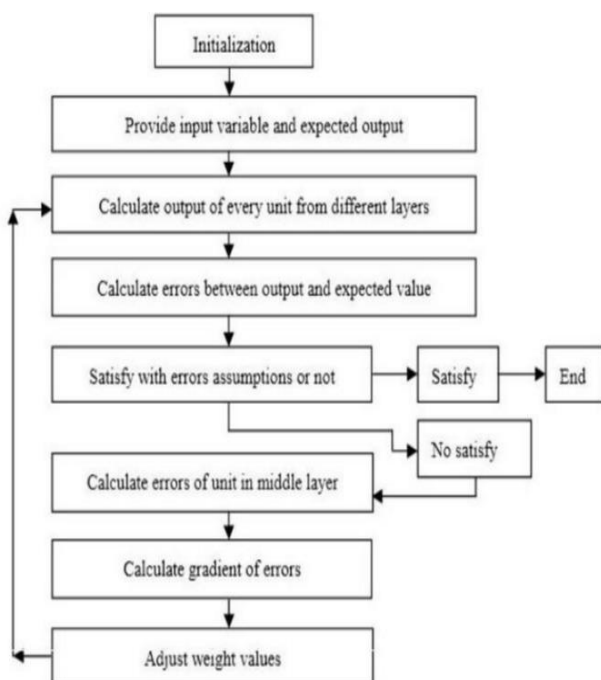 Initialization
Provide input variable and expected output
Calculate output of every unit from different layers
Calculate errors between output and expected value
Satisfy with errors assumptions or not
Satisfy
End
No satisfy
Calculate errors of unit in middle layer
Calculate gradient of errors
Adjust weight values